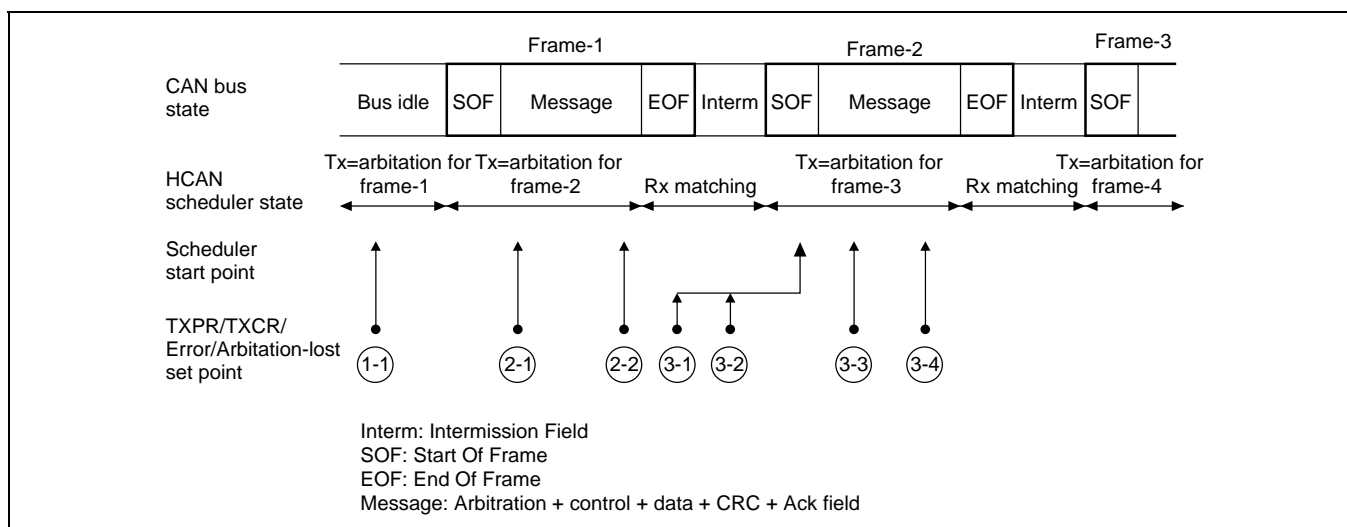 Frame-1 Frame-2 Frame-3
CAN bus
state
Bus idle SOF Message EOF Interm SOF Message EOF Interm SOF
HCAN
scheduler state
Tx=arbitation for
frame-1
Tx=arbitation for
frame-2
Rx matching
Tx=arbitation for
frame-3
Rx matching
Tx=arbitation for
frame-4
Scheduler
start point
TXPR/TXCR/
Error/Arbitation-lost
set point
1-1 2-1 2-2 3-1 3-2 3-3 3-4
Interm: Intermission Field
SOF: Start Of Frame
EOF: End Of Frame
Message: Arbitration + control + data + CRC + Ack field